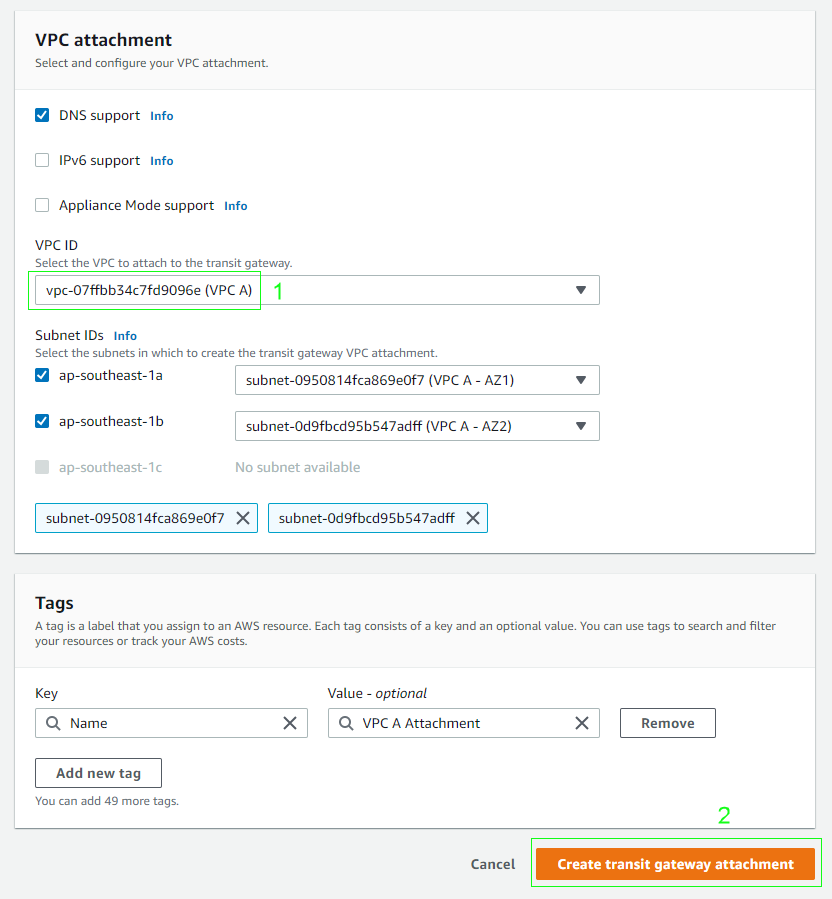 VPC attachment
Select and configure your VPC attachment.
DNS support Info
IPv6 support Info
Appliance Mode support Info
VPC ID
Select the VPC to attach to the transit gateway.
vpc-07ffbb34c7fd9096e (VPC A) 1
Subnet IDs Info
Select the subnets in which to create the transit gateway VPC attachment.
ap-southeast-1a subnet-0950814fca869e0f7 (VPC A - AZ1)
ap-southeast-1b subnet-0d9fbcd95b547adff (VPC A - AZ2)
ap-southeast-1c No subnet available
subnet-0950814fca869e0f7 subnet-0d9fbcd95b547adff
Tags
A tag is a label that you assign to an AWS resource. Each tag consists of a key and an optional value. You can use tags to search and filter
your resources or track your AWS costs.
Key Value - optional
Name VPC A Attachment Remove
Add new tag
You can add 49 more tags.
2
Cancel Create transit gateway attachment